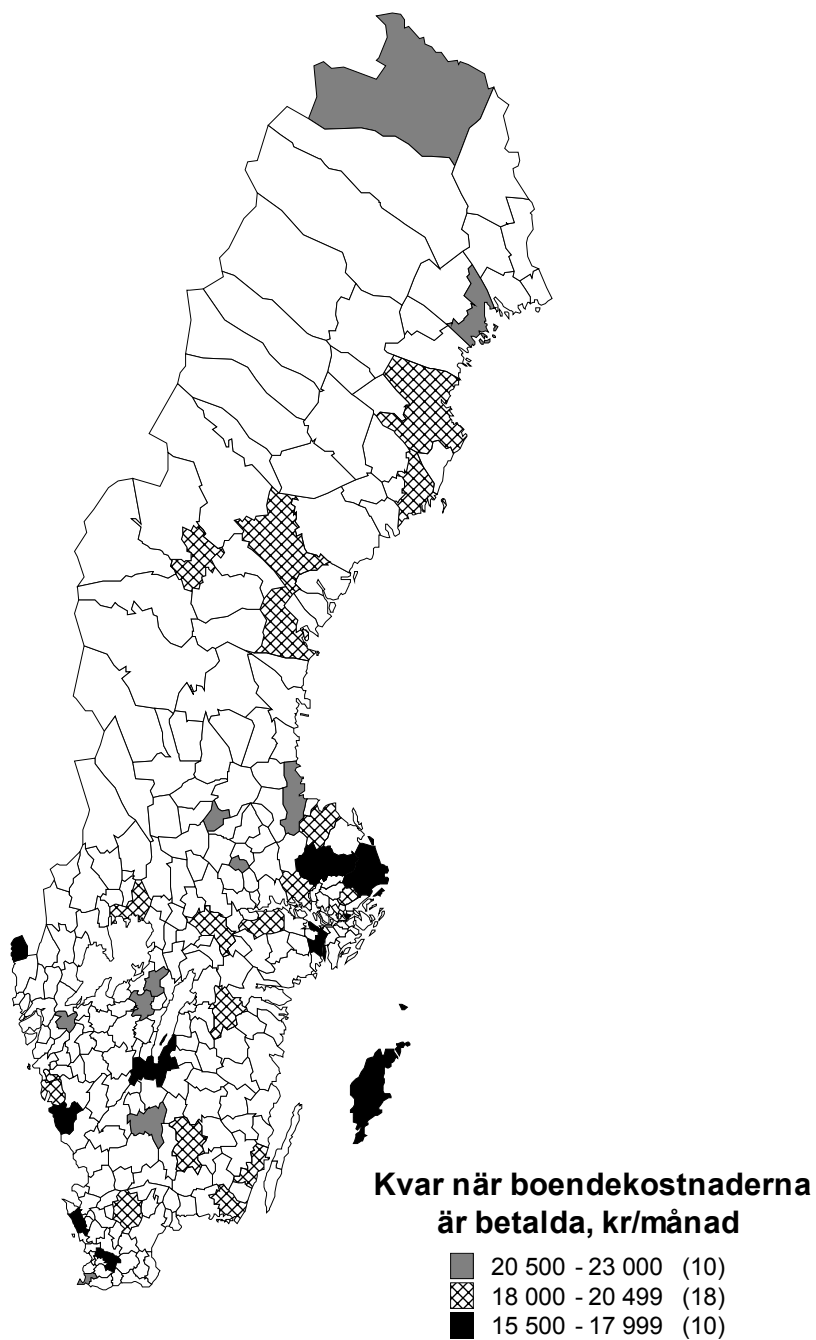 Kvar när boendekostnaderna
är betalda, kr/månad
20 500 - 23 000 (10)
18 000 - 20 499 (18)
15 500 - 17 999 (10)